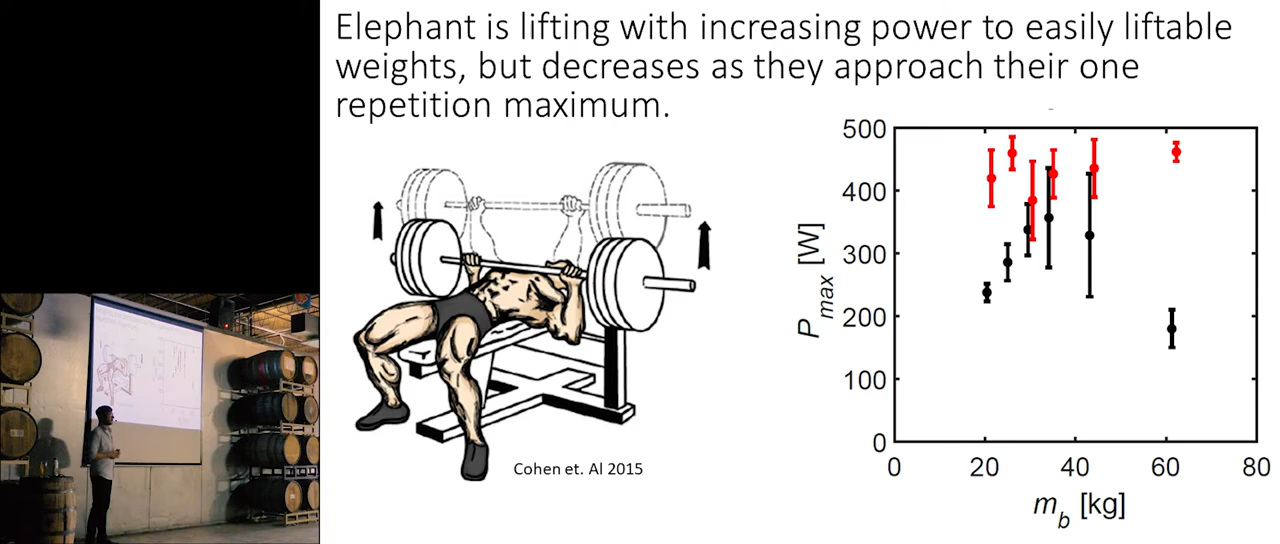 Elephant is lifting with increasing power to easily liftable
weights, but decreases as they approach their one
repetition maximum.
500
400
300
200
100
0
P_max [W]
0 20 40 60 80
m_b [kg]
Cohen et. Al 2015